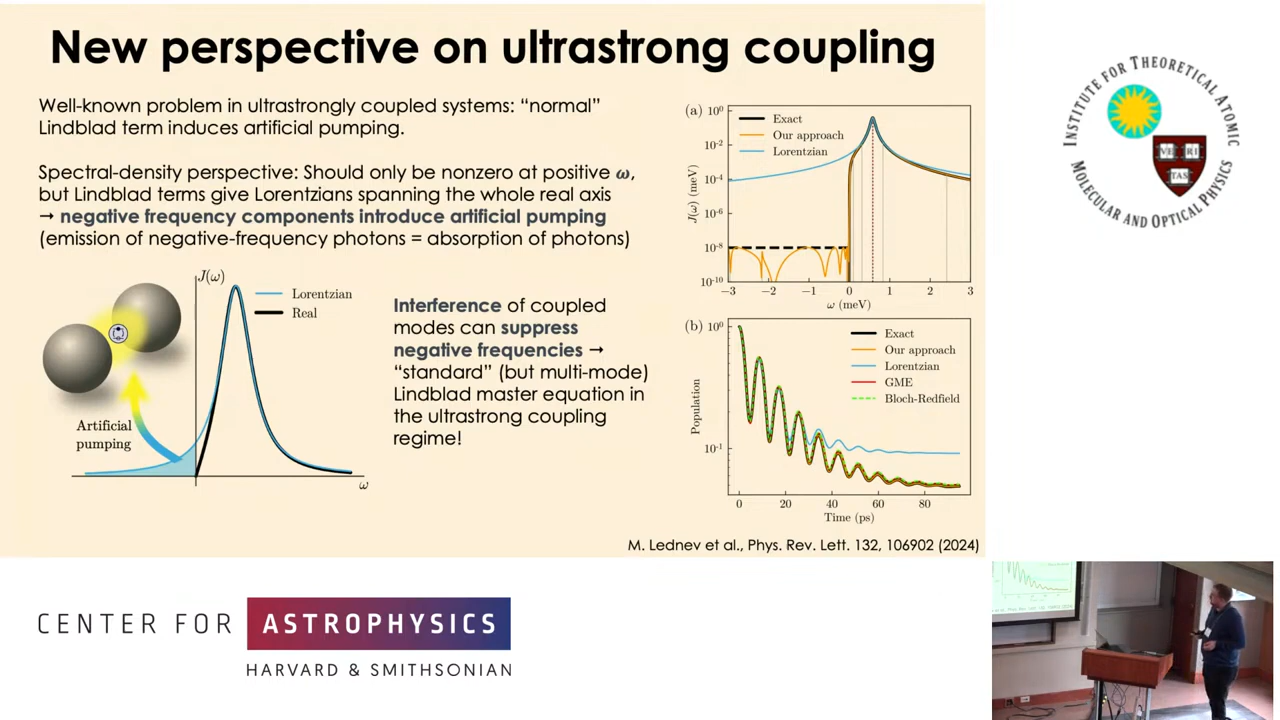 New perspective on ultrastrong coupling
Well-known problem in ultrastrongly coupled systems: “normal”
Lindblad term induces artificial pumping.
Spectral-density perspective: Should only be nonzero at positive ω,
but Lindblad terms give Lorentzians spanning the whole real axis
→ negative frequency components introduce artificial pumping
(emission of negative-frequency photons = absorption of photons)
J(ω)
Lorentzian
Real
Artificial
pumping
ω
Interference of coupled
modes can suppress
negative frequencies →
“standard” (but multi-mode)
Lindblad master equation in
the ultrastrong coupling
regime!
(a)
Exact
Our approach
Lorentzian
J(ω) (meV)
10⁰
10⁻²
10⁻⁴
10⁻⁶
10⁻⁸
10⁻¹⁰
−3 −2 −1 0 1 2 3
ω (meV)
(b)
Exact
Our approach
Lorentzian
GME
Bloch-Redfield
Population
10⁰
10⁻¹
0 20 40 60 80
Time (ps)
M. Lednev et al., Phys. Rev. Lett. 132, 106902 (2024)
INSTITUTE FOR THEORETICAL ATOMIC
MOLECULAR AND OPTICAL PHYSICS
VE RI
TAS
CENTER FOR ASTROPHYSICS
HARVARD & SMITHSONIAN